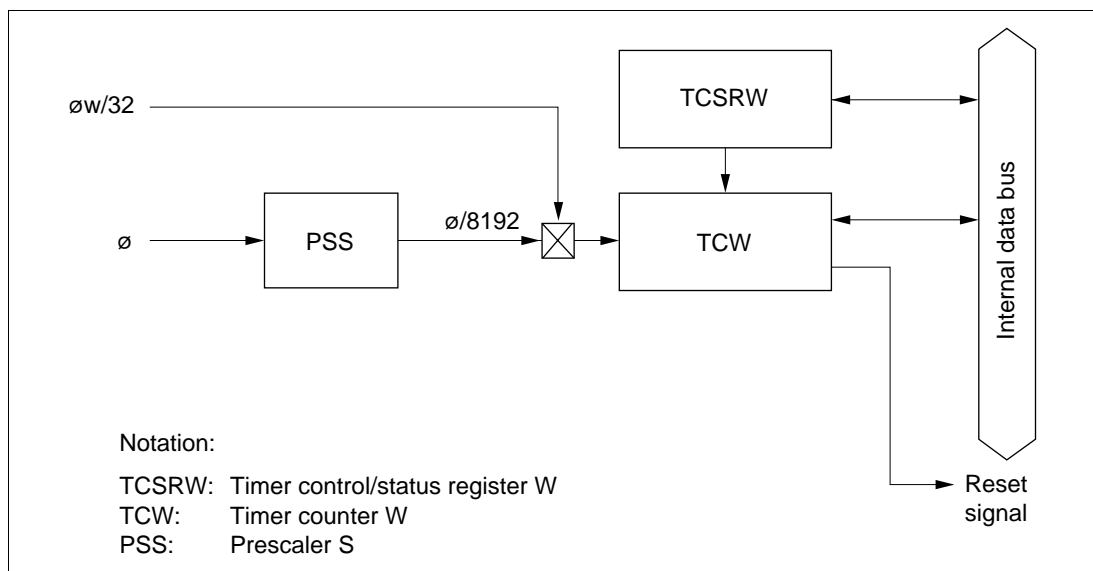 øw/32
TCSRW
ø
PSS
ø/8192
TCW
Internal data bus
Notation:
TCSRW: Timer control/status register W
TCW: Timer counter W
PSS: Prescaler S
Reset
signal